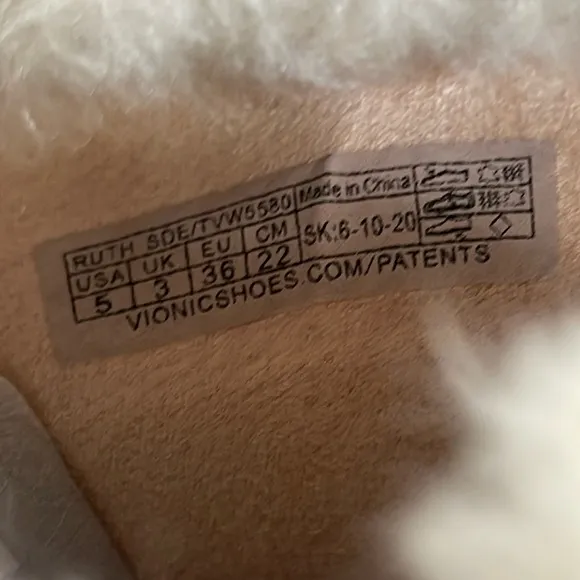 RUTH SDE/TVW5580
Made in China
USA UK EU CM
5 3 36 22
SK:6-10-20
VIONICSHOES.COM/PATENTS